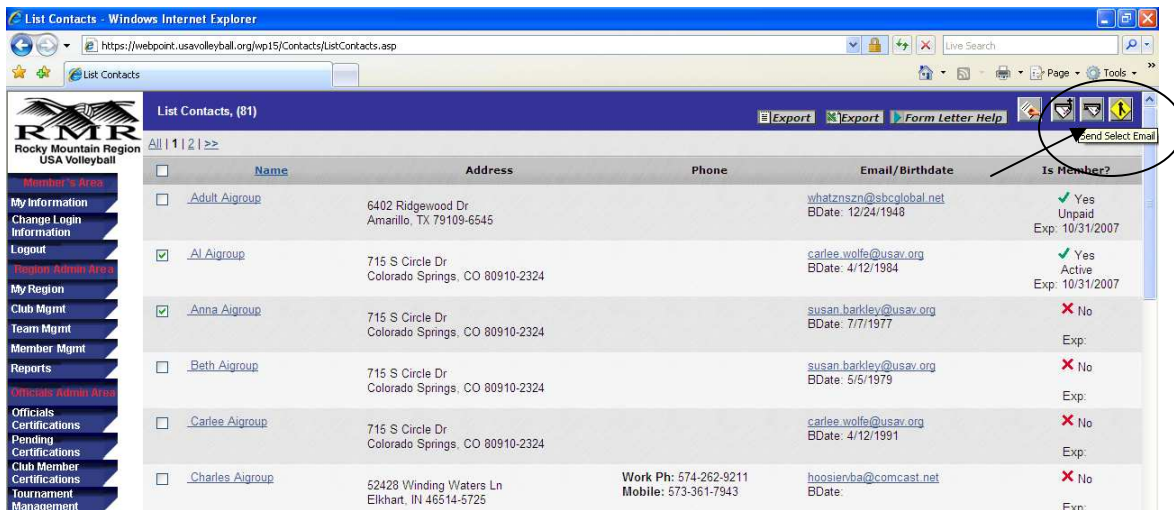 List Contacts - Windows Internet Explorer
https://webpoint.usavolleyball.org/wp15/Contacts/ListContacts.asp
Live Search
List Contacts
Page
Tools
RMR
Rocky Mountain Region
USA Volleyball
Member's Area
My Information
Change Login
Information
Logout
Region Admin Area
My Region
Club Mgmt
Team Mgmt
Member Mgmt
Reports
Officials Admin Area
Officials
Certifications
Pending
Certifications
Club Member
Certifications
Tournament
Management
List Contacts, (81)
Export
Export
Form Letter Help
Send Select Email
All | 1 | 2 | >>
Name Address Phone Email/Birthdate Is Member?
Adult Aigroup
6402 Ridgewood Dr
Amarillo, TX 79109-6545
whatznszn@sbcglobal.net
BDate: 12/24/1948
Yes
Unpaid
Exp: 10/31/2007
Al Aigroup
715 S Circle Dr
Colorado Springs, CO 80910-2324
carlee.wolfe@usav.org
BDate: 4/12/1984
Yes
Active
Exp: 10/31/2007
Anna Aigroup
715 S Circle Dr
Colorado Springs, CO 80910-2324
susan.barkley@usav.org
BDate: 7/7/1977
No
Exp:
Beth Aigroup
715 S Circle Dr
Colorado Springs, CO 80910-2324
susan.barkley@usav.org
BDate: 5/5/1979
No
Exp:
Carlee Aigroup
715 S Circle Dr
Colorado Springs, CO 80910-2324
carlee.wolfe@usav.org
BDate: 4/12/1991
No
Exp:
Charles Aigroup
52428 Winding Waters Ln
Elkhart, IN 46514-5725
Work Ph: 574-262-9211
Mobile: 573-361-7943
hoosiervba@comcast.net
BDate:
No
Exp: